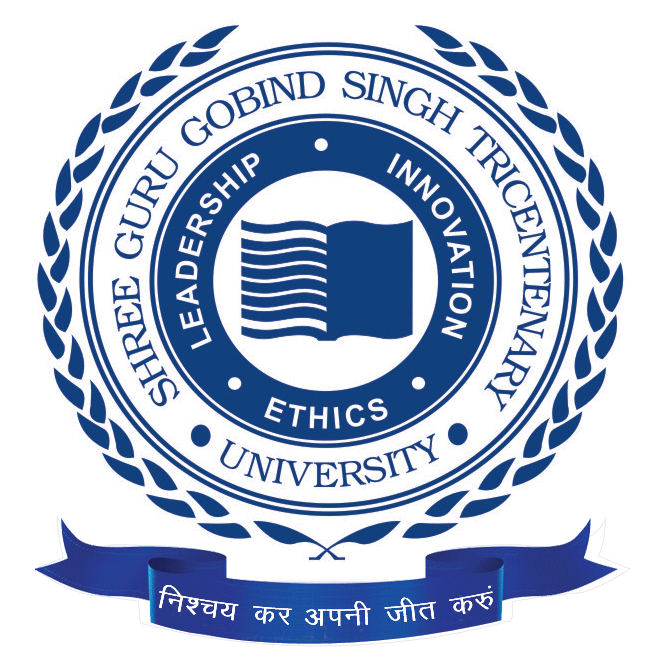 SHREE GURU GOBIND SINGH TRICENTENARY
UNIVERSITY
LEADERSHIP
INNOVATION
ETHICS
निश्चय कर अपनी जीत करुं